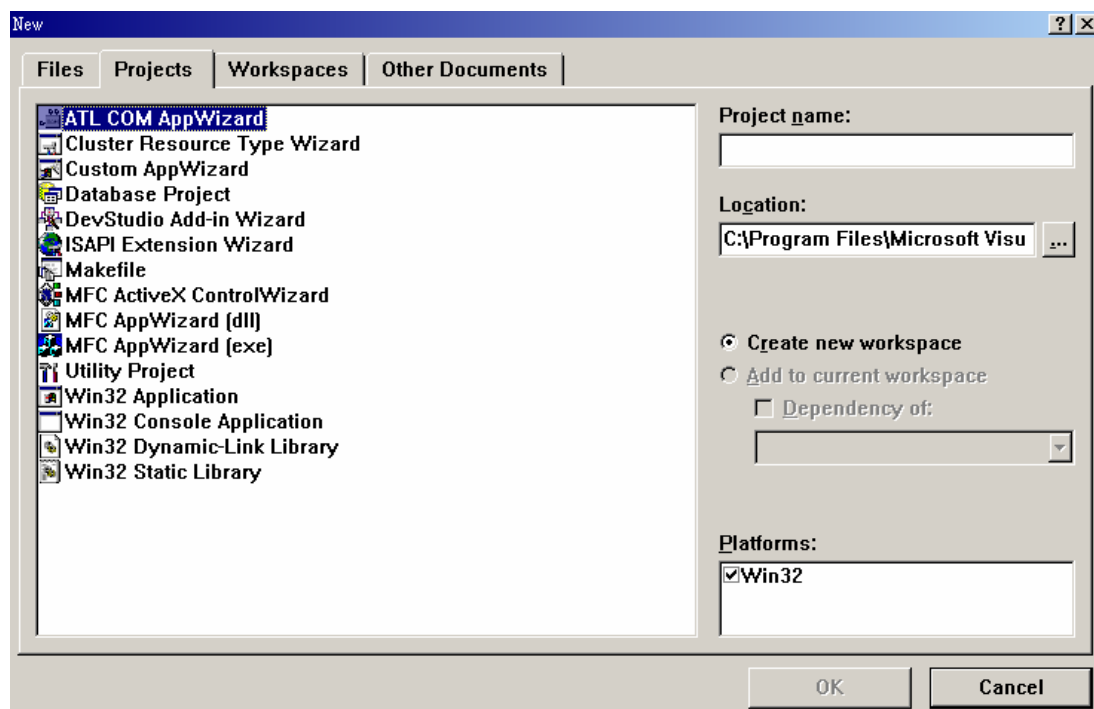 New
Files Projects Workspaces Other Documents
ATL COM AppWizard
Cluster Resource Type Wizard
Custom AppWizard
Database Project
DevStudio Add-in Wizard
ISAPI Extension Wizard
Makefile
MFC ActiveX ControlWizard
MFC AppWizard (dll)
MFC AppWizard (exe)
Utility Project
Win32 Application
Win32 Console Application
Win32 Dynamic-Link Library
Win32 Static Library
Project name:
Location:
C:\Program Files\Microsoft Visu ...
Create new workspace
Add to current workspace
Dependency of:
Platforms:
Win32
OK Cancel